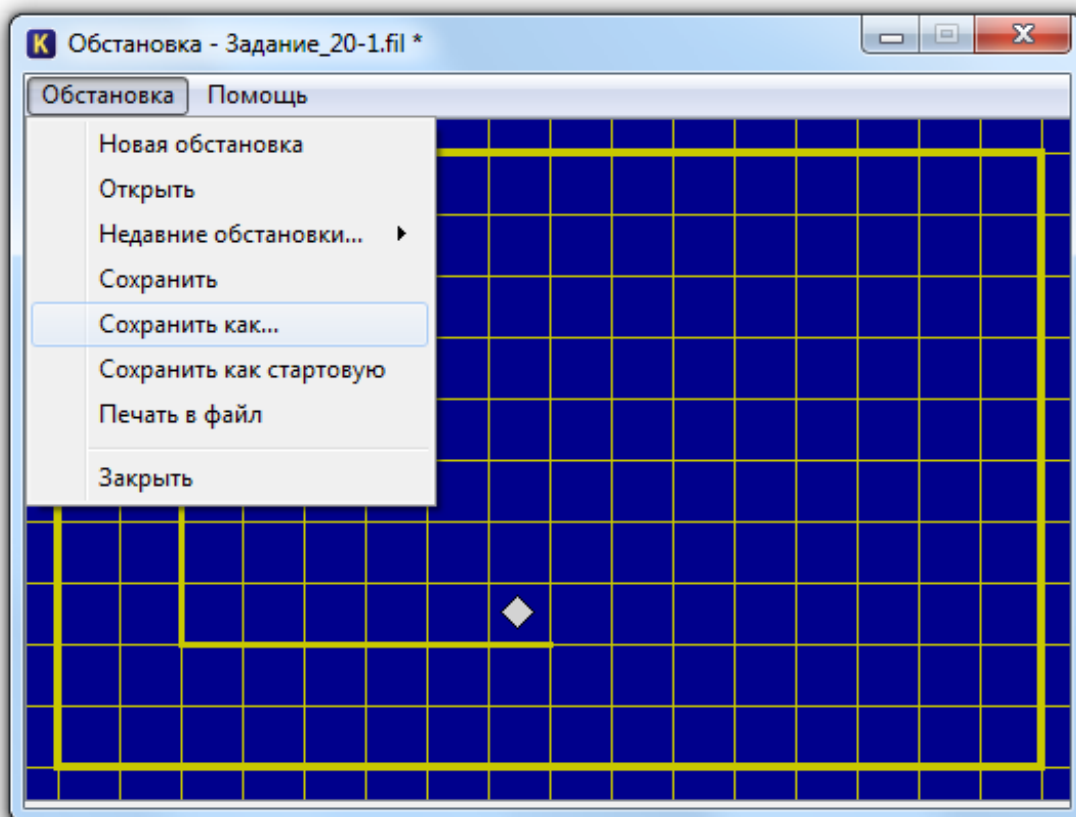 K Обстановка - Задание_20-1.fil *
Обстановка Помощь
Новая обстановка
Открыть
Недавние обстановки...
Сохранить
Сохранить как...
Сохранить как стартовую
Печать в файл
Закрыть